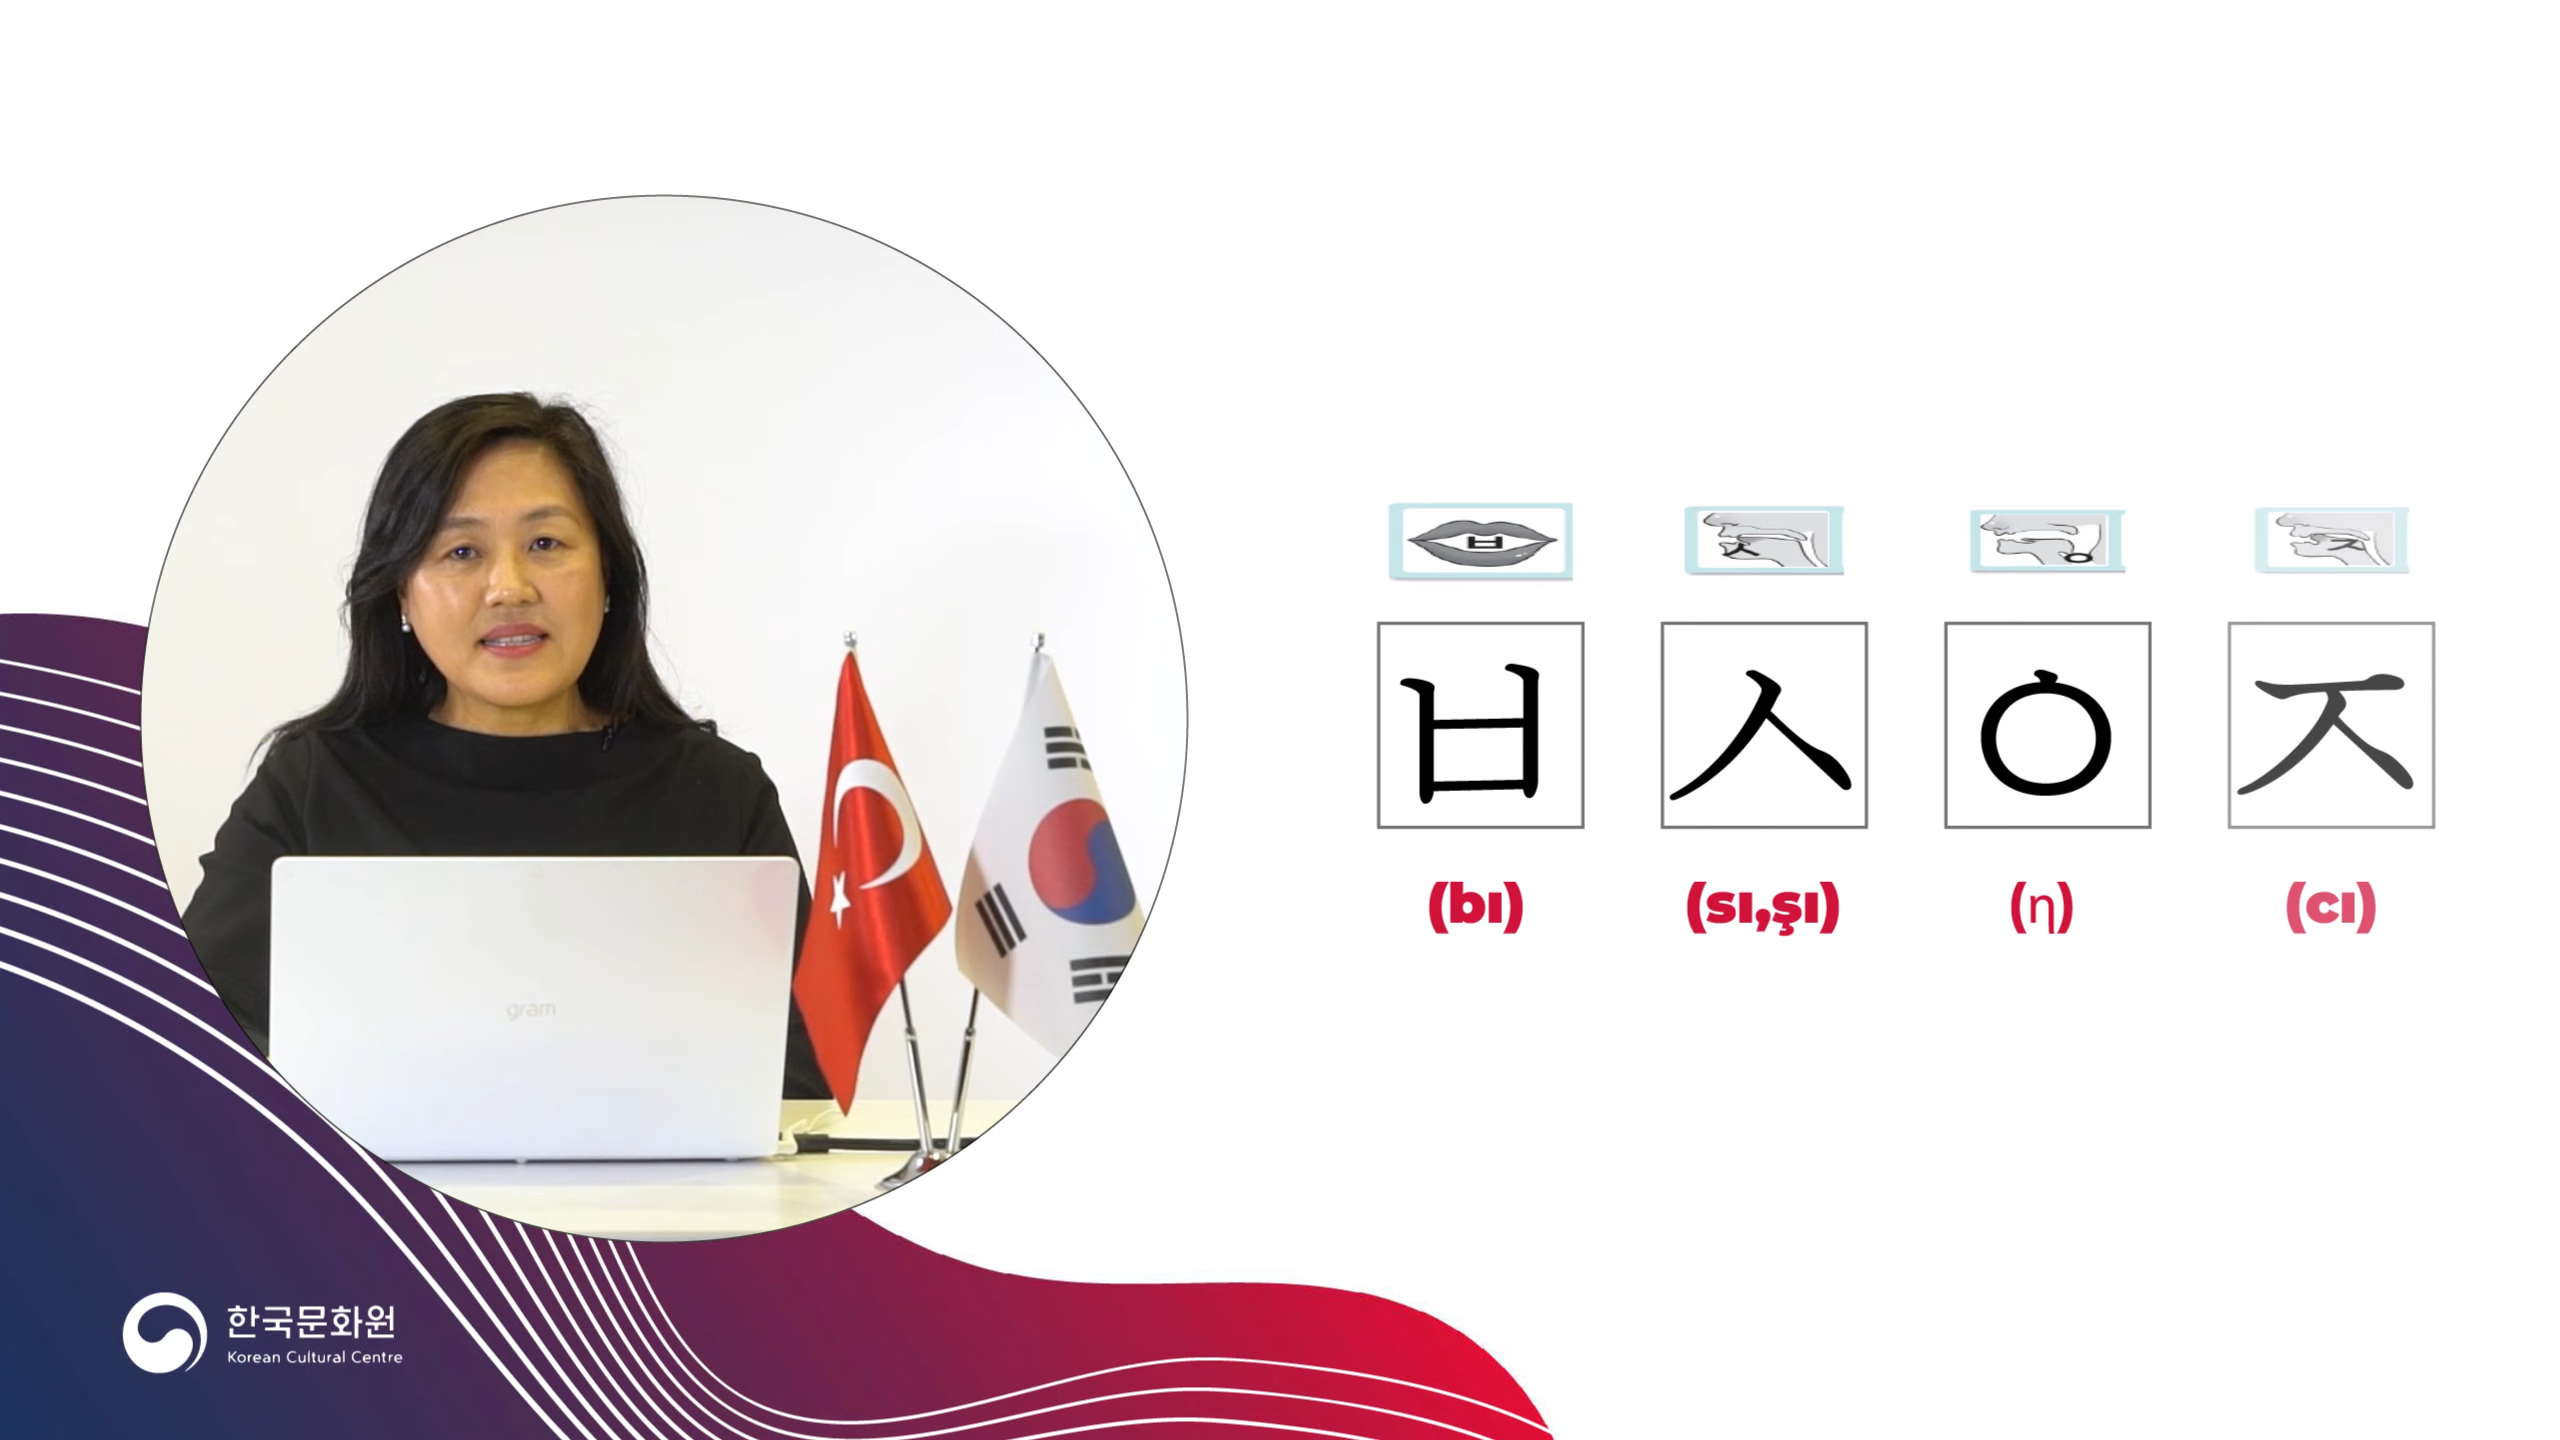 ㅂ ㅅ ㅇ ㅈ
ㅂ ㅅ ㅇ ㅈ
(bı) (sı,şı) (η) (cı)
gram
한국문화원
Korean Cultural Centre